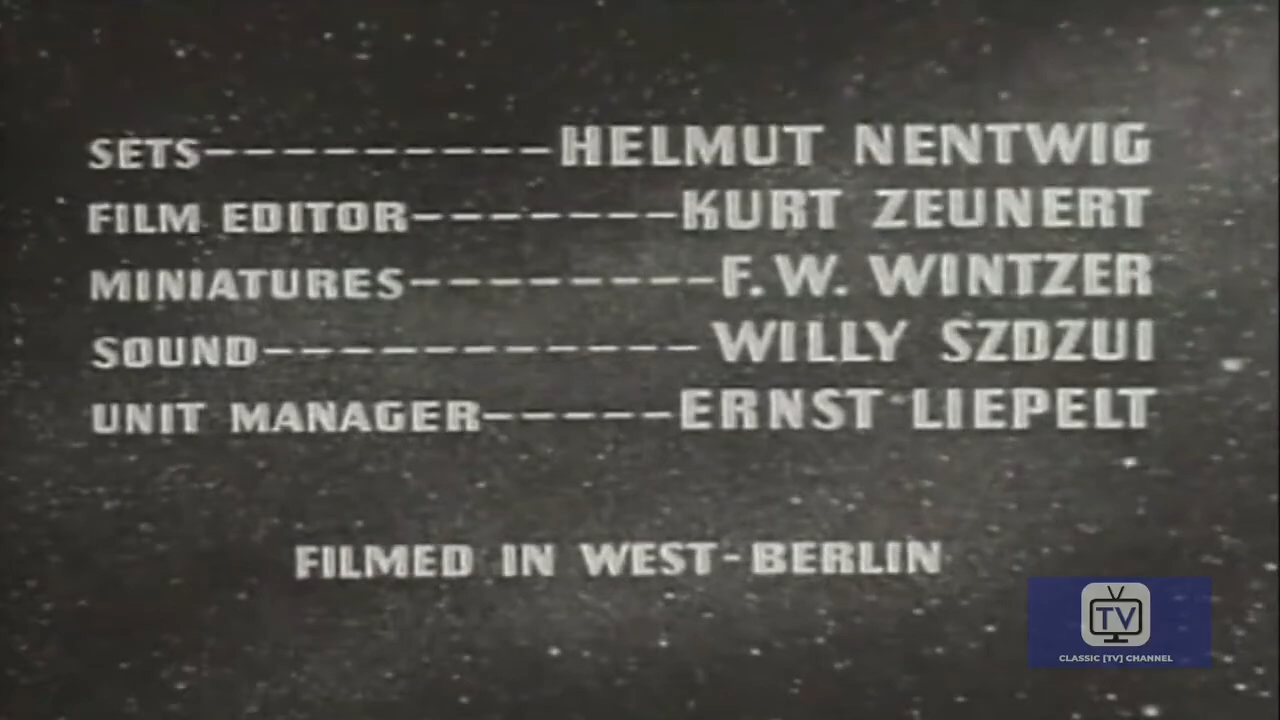 SETS----------HELMUT NENTWIG
FILM EDITOR-------KURT ZEUNERT
MINIATURES---------F. W. WINTZER
SOUND------------WILLY SZDZUI
UNIT MANAGER-----ERNST LIEPELT
FILMED IN WEST-BERLIN
TV
CLASSIC [TV] CHANNEL